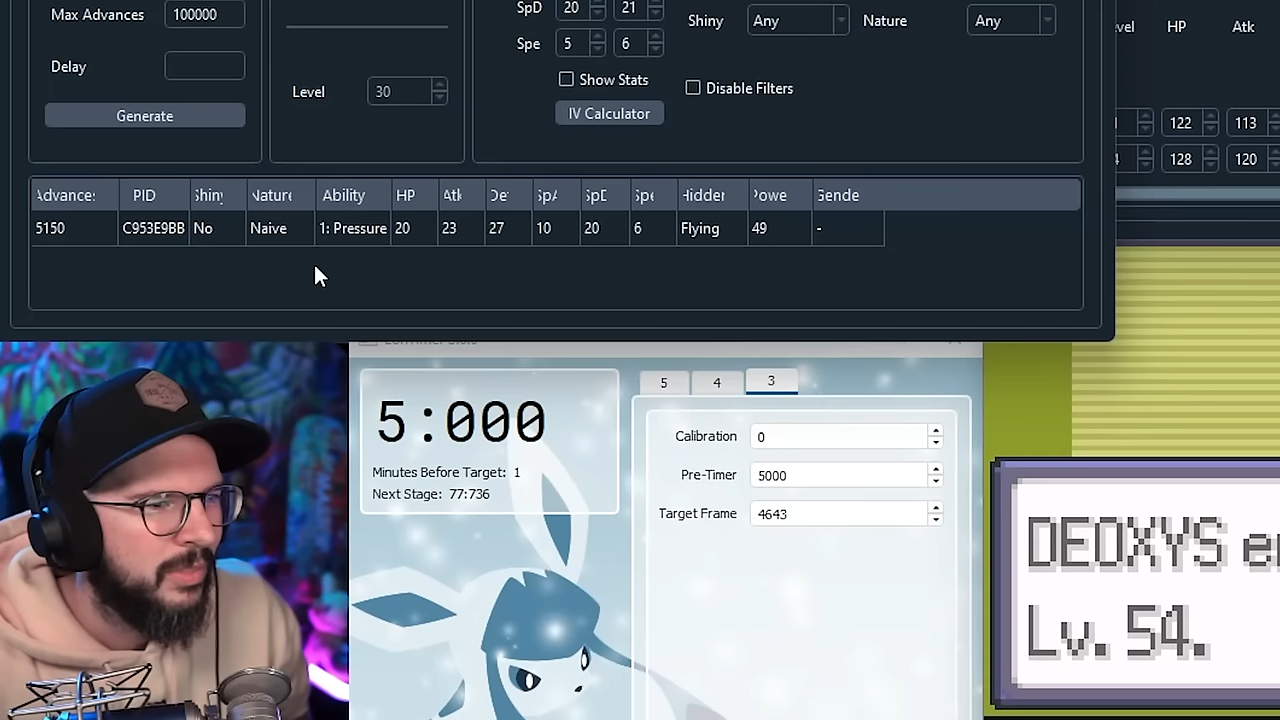 Max Advances 100000
SpD 20 21
Shiny Any Nature Any
HP Atk
Spe 5 6
Delay
Show Stats
Disable Filters
Level 30
Generate
IV Calculator
122 113
128 120
PID Ability HP
5150 C953E9BB No Naive 1: Pressure 20 23 27 10 20 6 Flying 49 -
5 4 3
5:000
Minutes Before Target: 1
Next Stage: 77:736
Calibration 0
Pre-Timer 5000
Target Frame 4643
DEOXYS
Lv. 54.